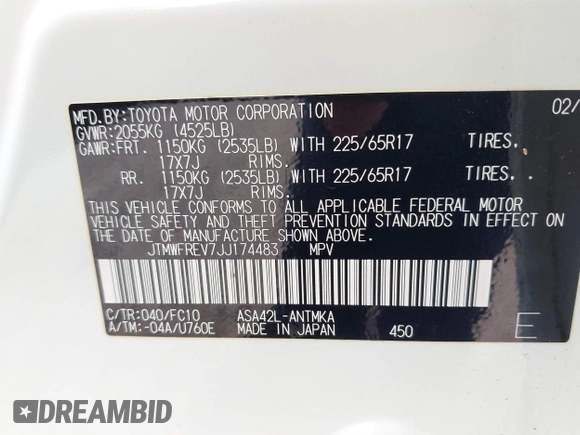 MFD.BY:TOYOTA MOTOR CORPORATION 02/
GVWR:2055KG (4525LB)
GAWR:FRT. 1150KG (2535LB) WITH 225/65R17 TIRES.
17X7J RIMS.
RR. 1150KG (2535LB) WITH 225/65R17 TIRES. .
17X7J RIMS.
THIS VEHICLE CONFORMS TO ALL APPLICABLE FEDERAL MOTOR
VEHICLE SAFETY AND THEFT PREVENTION STANDARDS IN EFFECT ON
THE DATE OF MANUFACTURE SHOWN ABOVE.
JTMWFREV7JJ174483 MPV
C/TR:040/FC10 ASA42L-ANTMKA
A/TM:-04A/U760E MADE IN JAPAN 450 E
DREAMBID